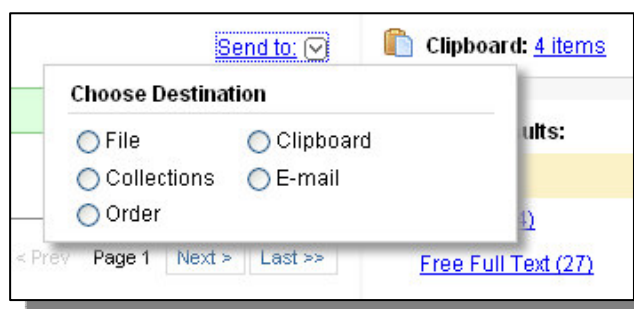 Send to:
Clipboard: 4 items
Choose Destination
File
Clipboard
Collections
E-mail
Order
ults:
4)
< Prev Page 1 Next > Last >>
Free Full Text (27)